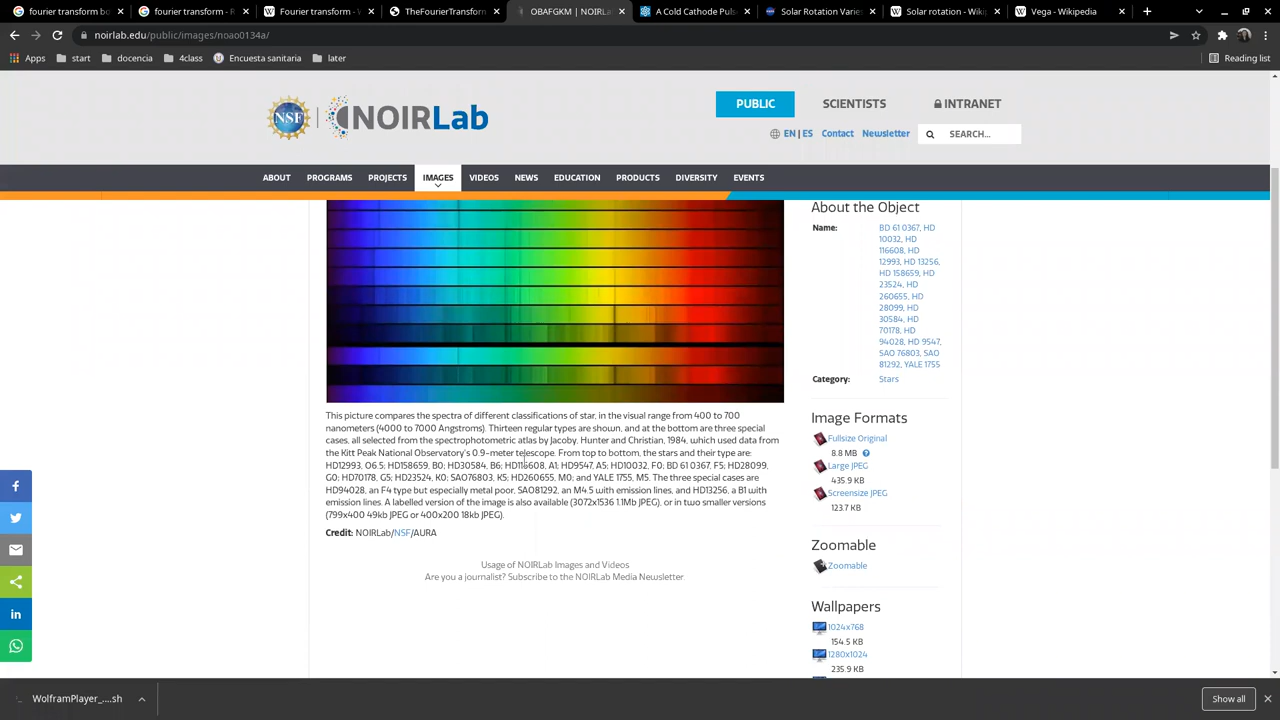 fourier transform bo
fourier transform - R
Fourier transform - W
TheFourierTransform
OBAFGKM | NOIRLa
A Cold Cathode Puls
Solar Rotation Varie
Solar rotation - Wiki
Vega - Wikipedia
noirlab.edu/public/images/noao0134a/
Apps
start
docencia
4class
Encuesta sanitaria
later
Reading list
NSF
NOIRLab
PUBLIC
SCIENTISTS
INTRANET
EN | ES
Contact
Newsletter
SEARCH...
ABOUT
PROGRAMS
PROJECTS
IMAGES
VIDEOS
NEWS
EDUCATION
PRODUCTS
DIVERSITY
EVENTS
This picture compares the spectra of different classifications of star, in the visual range from 400 to 700
nanometers (4000 to 7000 Angstroms). Thirteen regular types are shown, and at the bottom are three special
cases, all selected from the spectrophotometric atlas by Jacoby, Hunter and Christian, 1984, which used data from
the Kitt Peak National Observatory's 0.9-meter telescope. From top to bottom, the stars and their type are:
HD12993, O6.5; HD158659, B0; HD30584, B6; HD116608, A1; HD9547, A5; HD10032, F0; BD 61 0367, F5; HD28099,
G0; HD70178, G5; HD23524, K0; SAO76803, K5; HD260655, M0; and YALE 1755, M5. The three special cases are
HD94028, an F4 type but especially metal poor, SAO81292, an M4.5 with emission lines, and HD13256, a B1 with
emission lines. A labelled version of the image is also available (3072x1536 1.1Mb JPEG), or in two smaller versions
(799x400 49kb JPEG or 400x200 18kb JPEG).
Credit: NOIRLab/NSF/AURA
Usage of NOIRLab Images and Videos
Are you a journalist? Subscribe to the NOIRLab Media Newsletter
About the Object
Name:
BD 61 0367, HD
10032, HD
116608, HD
12993, HD 13256,
HD 158659, HD
23524, HD
260655, HD
28099, HD
30584, HD
70178, HD
94028, HD 9547,
SAO 76803, SAO
81292, YALE 1755
Category:
Stars
Image Formats
Fullsize Original
8.8 MB
Large JPEG
435.9 KB
Screensize JPEG
123.7 KB
Zoomable
Zoomable
Wallpapers
1024x768
154.5 KB
1280x1024
235.9 KB
WolframPlayer_....sh
Show all